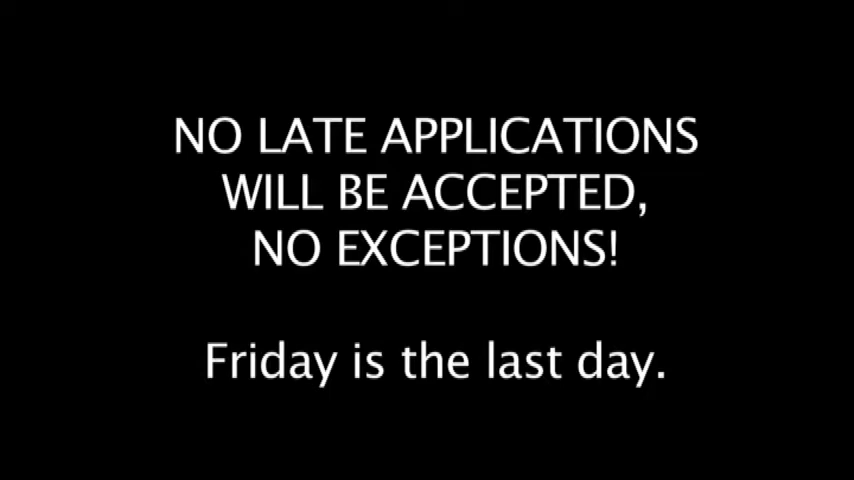 NO LATE APPLICATIONS
WILL BE ACCEPTED,
NO EXCEPTIONS!
Friday is the last day.